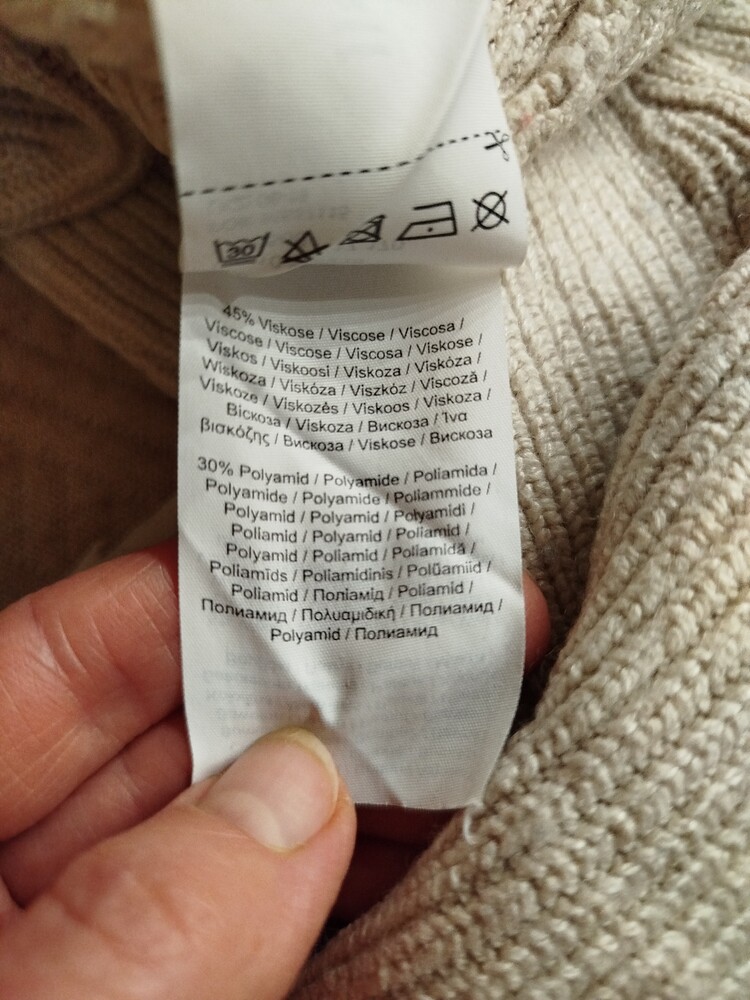 30
45% Viskose / Viscose / Viscosa /
Viscose / Viscose / Viscosa / Viskose /
Viskos / Viskoosi / Viskoza / Viskóza /
Wiskoza / Viskóza / Viszkóz / Viscoză /
Viskoze / Viskozės / Viskoos / Viskoza /
Віскоза / Viskoza / Вискоза / Ίνα
βισκόζης / Вискоза / Viskose / Вискоза
30% Polyamid / Polyamide / Poliamida /
Polyamide / Polyamide / Poliammide /
Polyamid / Polyamid / Polyamidi /
Poliamid / Polyamid / Poliamid /
Polyamid / Poliamid / Poliamidă /
Poliamīds / Poliamidinis / Polüamiid /
Poliamid / Поліамід / Poliamid /
Полиамид / Πολυαμιδική / Полиамид /
Polyamid / Полиамид